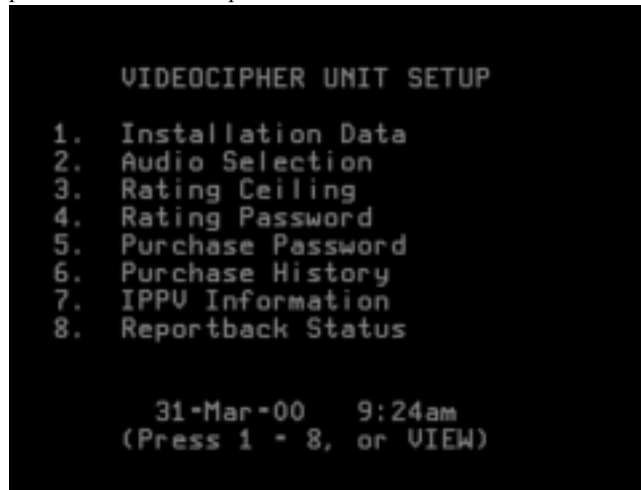 VIDEOCIPHER UNIT SETUP
1. Installation Data
2. Audio Selection
3. Rating Ceiling
4. Rating Password
5. Purchase Password
6. Purchase History
7. IPPV Information
8. Reportback Status
31-Mar-00 9:24am
(Press 1 - 8, or VIEW)